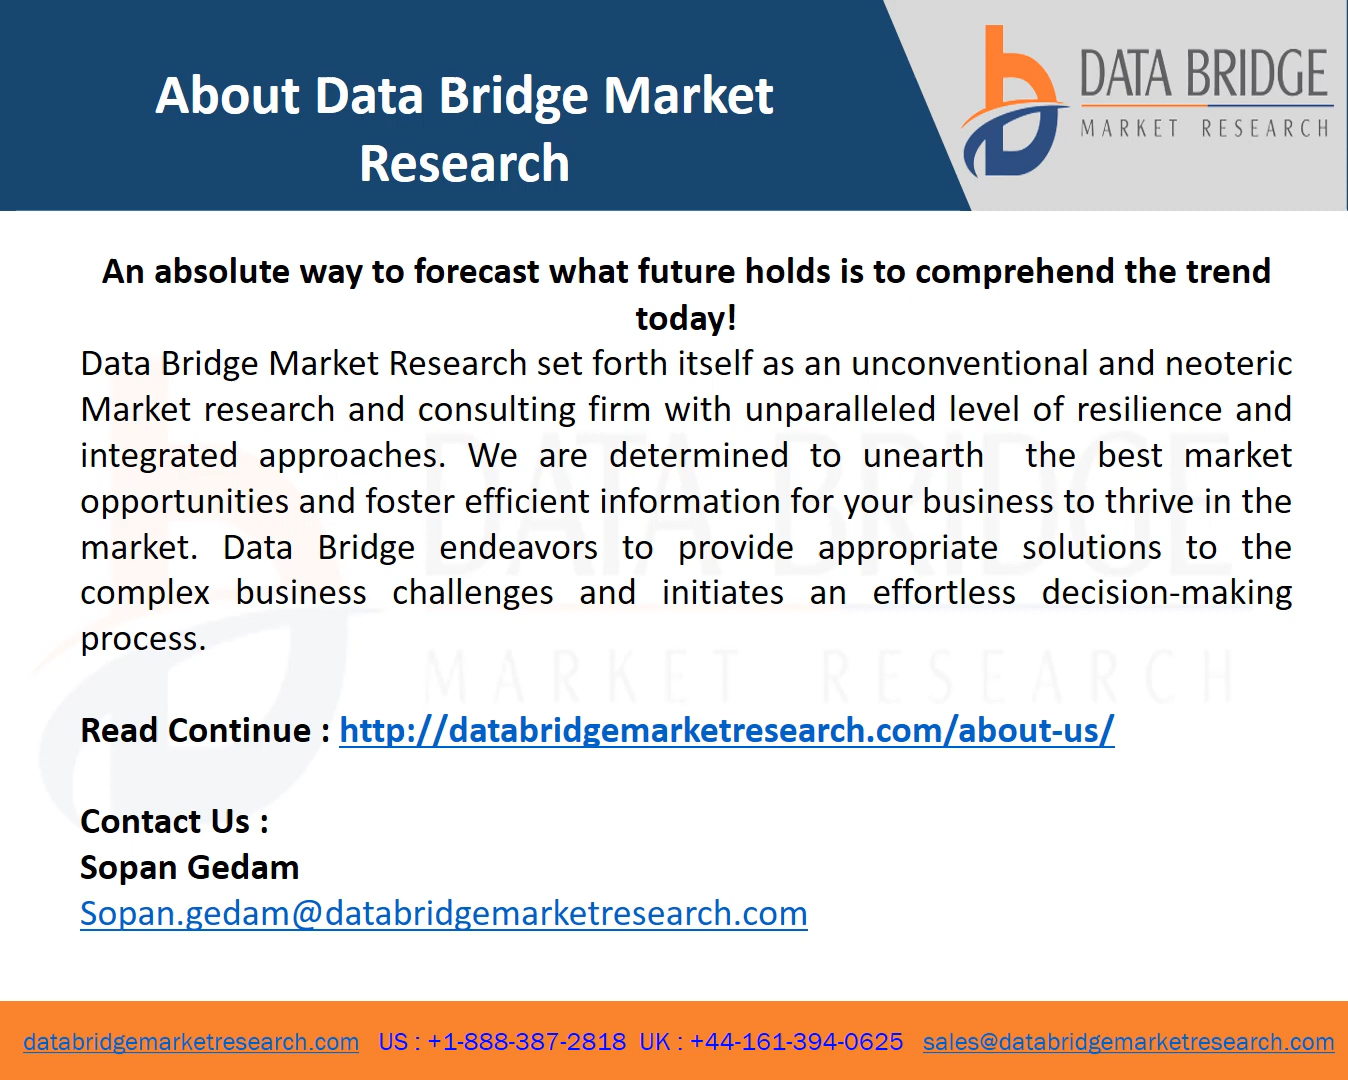 About Data Bridge Market
Research
DATA BRIDGE
MARKET RESEARCH
An absolute way to forecast what future holds is to comprehend the trend
today!
Data Bridge Market Research set forth itself as an unconventional and neoteric
Market research and consulting firm with unparalleled level of resilience and
integrated approaches. We are determined to unearth the best market
opportunities and foster efficient information for your business to thrive in the
market. Data Bridge endeavors to provide appropriate solutions to the
complex business challenges and initiates an effortless decision-making
process.
DATA BRIDGE
MARKET RESEARCH
Read Continue : http://databridgemarketresearch.com/about-us/
Contact Us :
Sopan Gedam
Sopan.gedam@databridgemarketresearch.com
databridgemarketresearch.com US : +1-888-387-2818 UK : +44-161-394-0625 sales@databridgemarketresearch.com